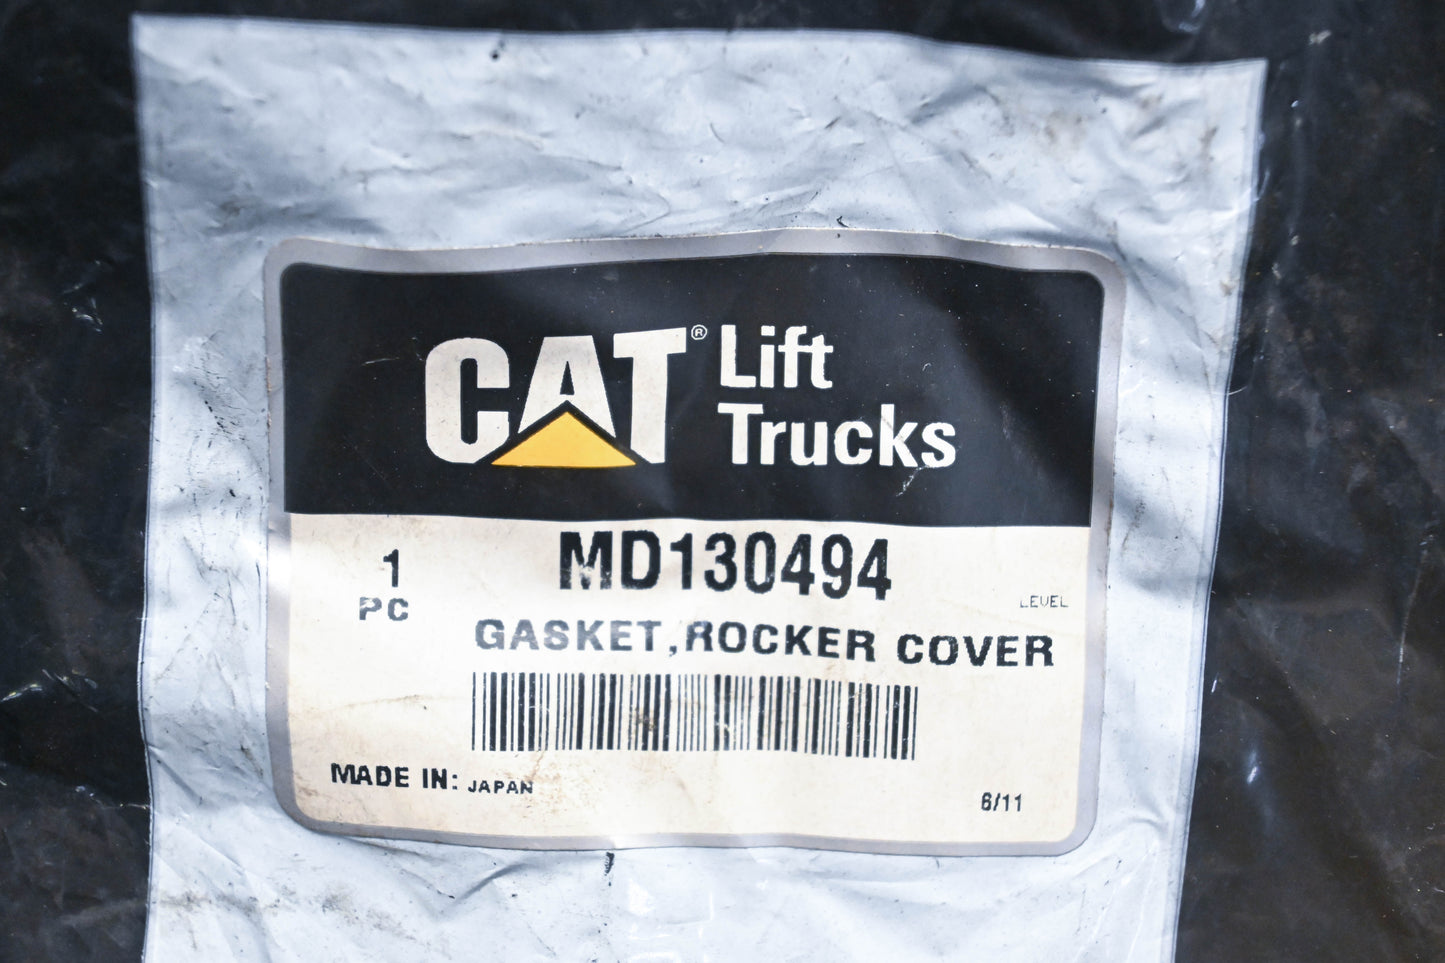 CAT® Lift
Trucks
1
PC
MD130494
LEVEL
GASKET,ROCKER COVER
MADE IN: JAPAN
6/11